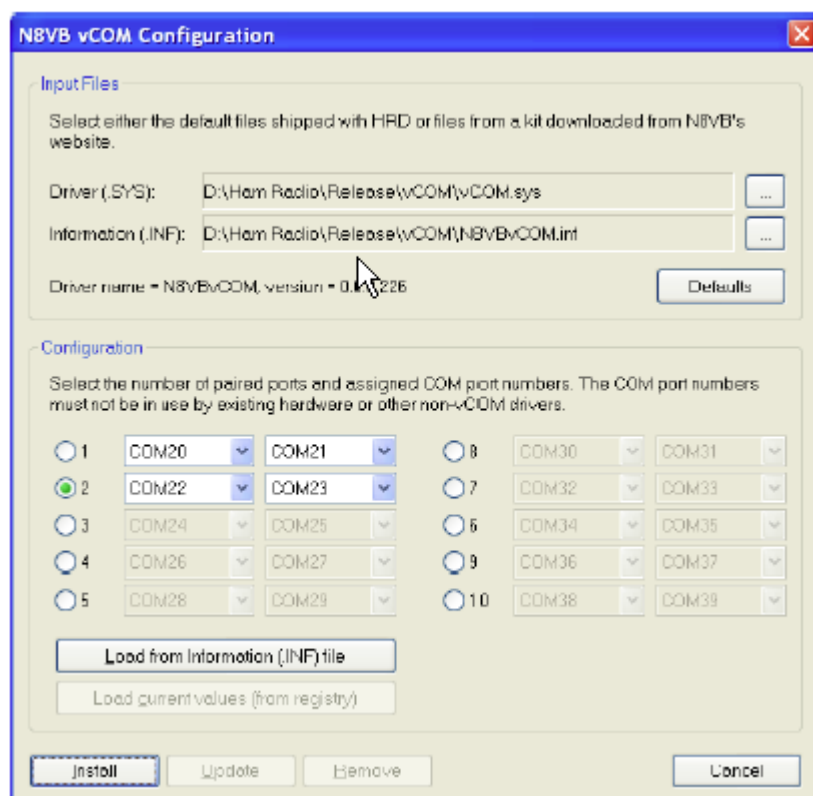 N8VB vCOM Configuration
Input Files
Select either the default files shipped with HRD or files from a kit downloaded from N8VB's
website.
Driver (.SYS): D:\Ham Radio\Release\vCOM\vCOM.sys ...
Information (.INF): D:\Ham Radio\Release\vCOM\N8VBvCOM.inf ...
Driver name = N8VBvCOM, version = Defaults
Configuration
Select the number of paired ports and assigned COM port numbers. The COM port numbers
must not be in use by existing hardware or other non-vCOM drivers.
1 COM20 COM21 COM30 COM31
2 COM22 COM23 7 COM32 COM33
3 COM24 COM25 COM34 COM35
4 COM26 COM27 9 COM36 COM37
5 COM28 COM29 10 COM38 COM39
Load from Information (.INF) file
Load current values (from registry)
Install Update Remove Cancel